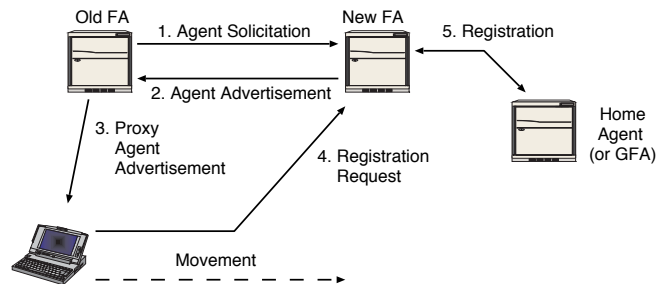 Old FA
New FA
1. Agent Solicitation
5. Registration
2. Agent Advertisement
3. Proxy
Agent
Advertisement
4. Registration
Request
Home
Agent
(or GFA)
Movement